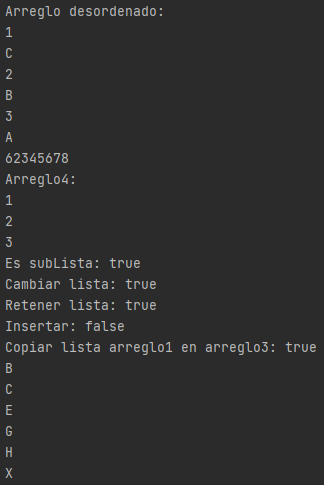 Arreglo desordenado:
1
C
2
B
3
A
62345678
Arreglo4:
1
2
3
Es subLista: true
Cambiar lista: true
Retener lista: true
Insertar: false
Copiar lista arreglo1 en arreglo3: true
B
C
E
G
H
X